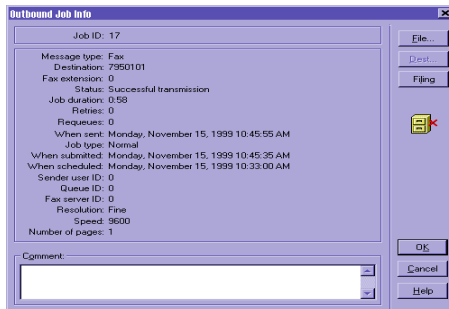 Outbound Job Info
Job ID: 17
File...
Dest...
Filing
Message type: Fax
Destination: 7950101
Fax extension: 0
Status: Successful transmission
Job duration: 0:58
Retries: 0
Requeues: 0
When sent: Monday, November 15, 1999 10:45:55 AM
Job type: Normal
When submitted: Monday, November 15, 1999 10:45:35 AM
When scheduled: Monday, November 15, 1999 10:33:00 AM
Sender user ID: 0
Queue ID: 0
Fax server ID: 0
Resolution: Fine
Speed: 9600
Number of pages: 1
Comment:
OK
Cancel
Help